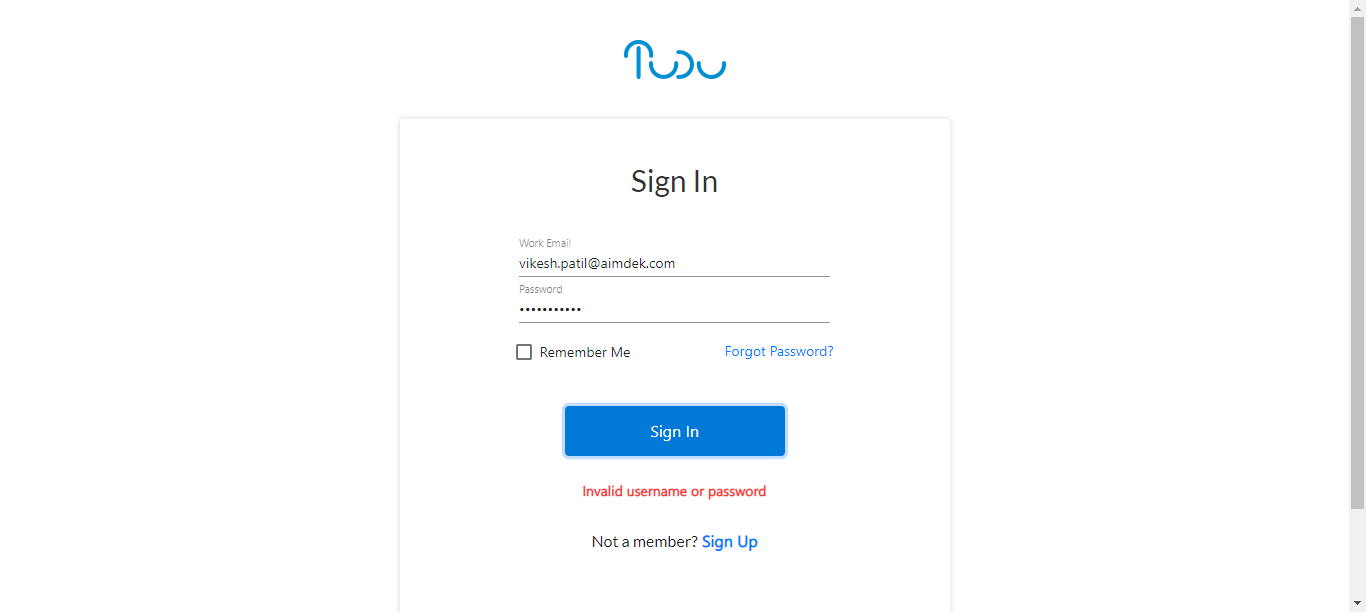 TUDU
Sign In
Work Email
vikesh.patil@aimdek.com
Password
•••••••••••
Remember Me
Forgot Password?
Sign In
Invalid username or password
Not a member? Sign Up